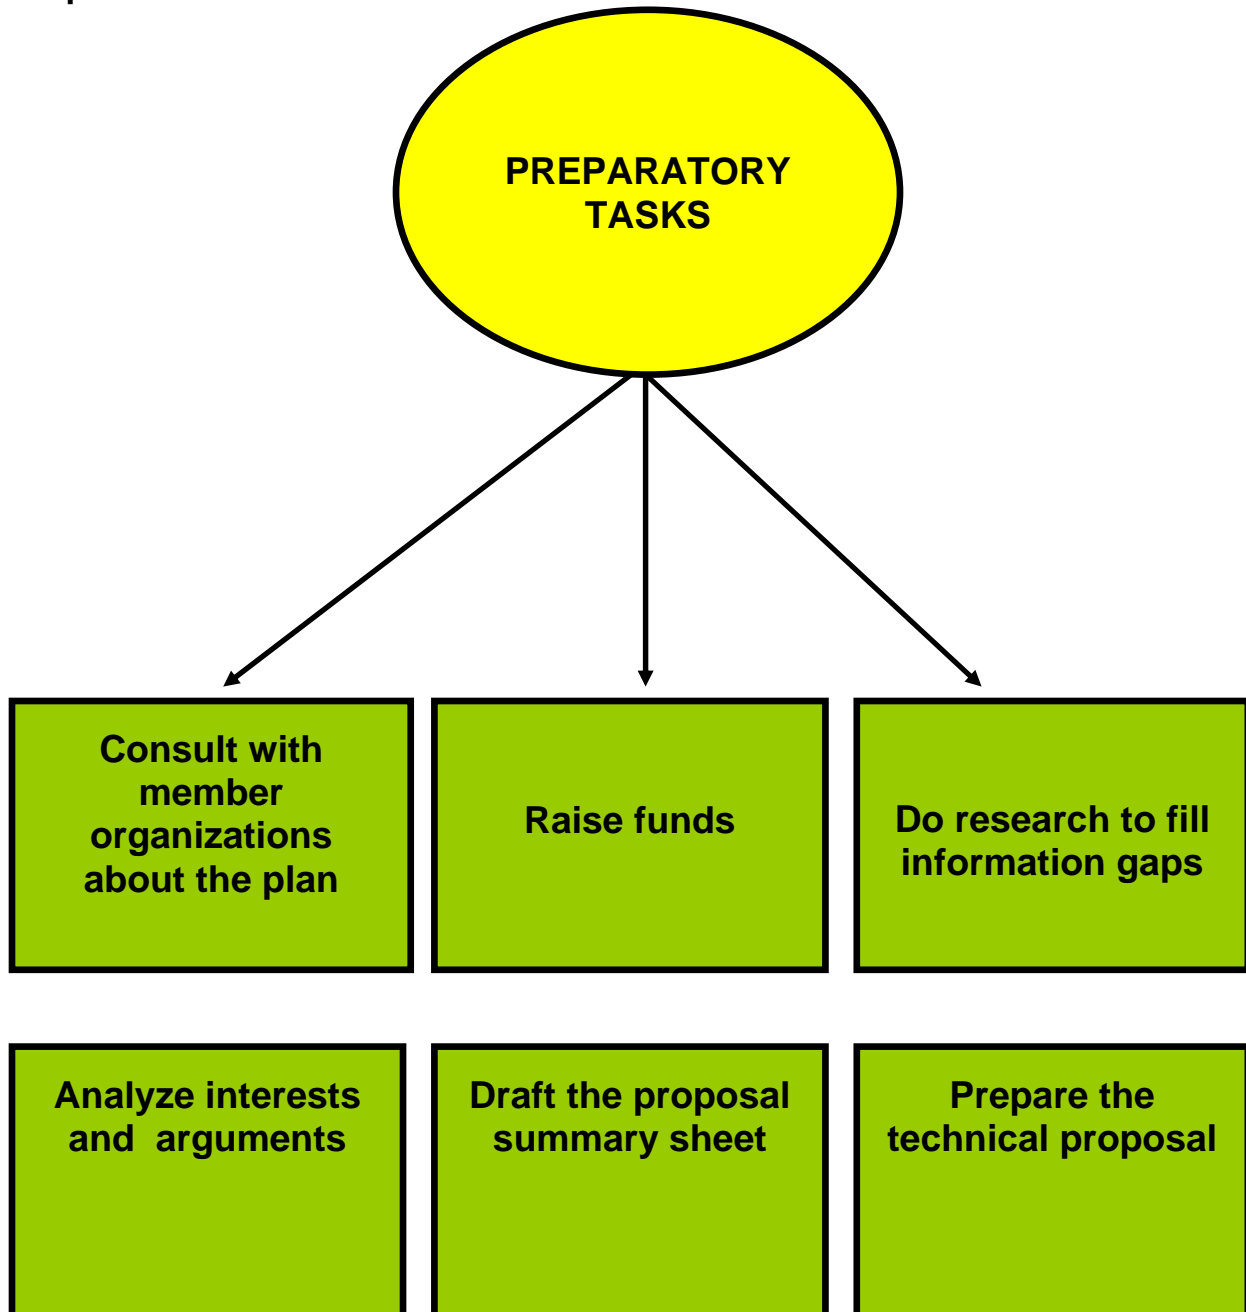 PREPARATORY
TASKS
Consult with
member
organizations
about the plan
Raise funds
Do research to fill
information gaps
Analyze interests
and  arguments
Draft the proposal
summary sheet
Prepare the
technical proposal